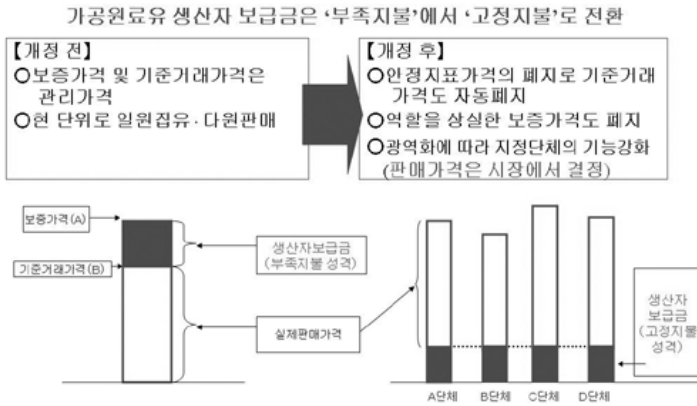 가공원료유 생산자 보급금은 ‘부족지불’에서 ‘고정지불’로 전환
【개정 전】
○보증가격 및 기준거래가격은
관리가격
○현 단위로 일원집유 · 다원판매
【개정 후】
○안정지표가격의 폐지로 기준거래
가격도 자동폐지
○역할을 상실한 보증가격도 폐지
○광역화에 따라 지정단체의 기능강화
(판매가격은 시장에서 결정)
보증가격(A)
기준거래가격(B)
생산자보급금
(부족지불 성격)
실제판매가격
생산자
보급금
(고정지불
성격)
A단체
B단체
C단체
D단체